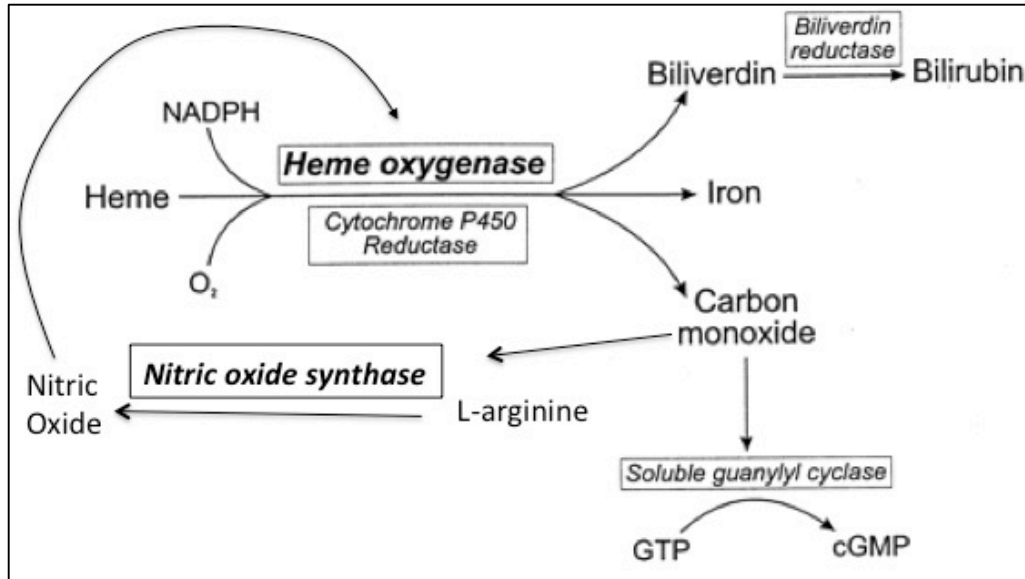 Biliverdin
reductase
Biliverdin
Bilirubin
NADPH
Heme oxygenase
Heme
Iron
Cytochrome P450
Reductase
O₂
Carbon
monoxide
Nitric oxide synthase
Nitric
Oxide
L-arginine
Soluble guanylyl cyclase
GTP
cGMP